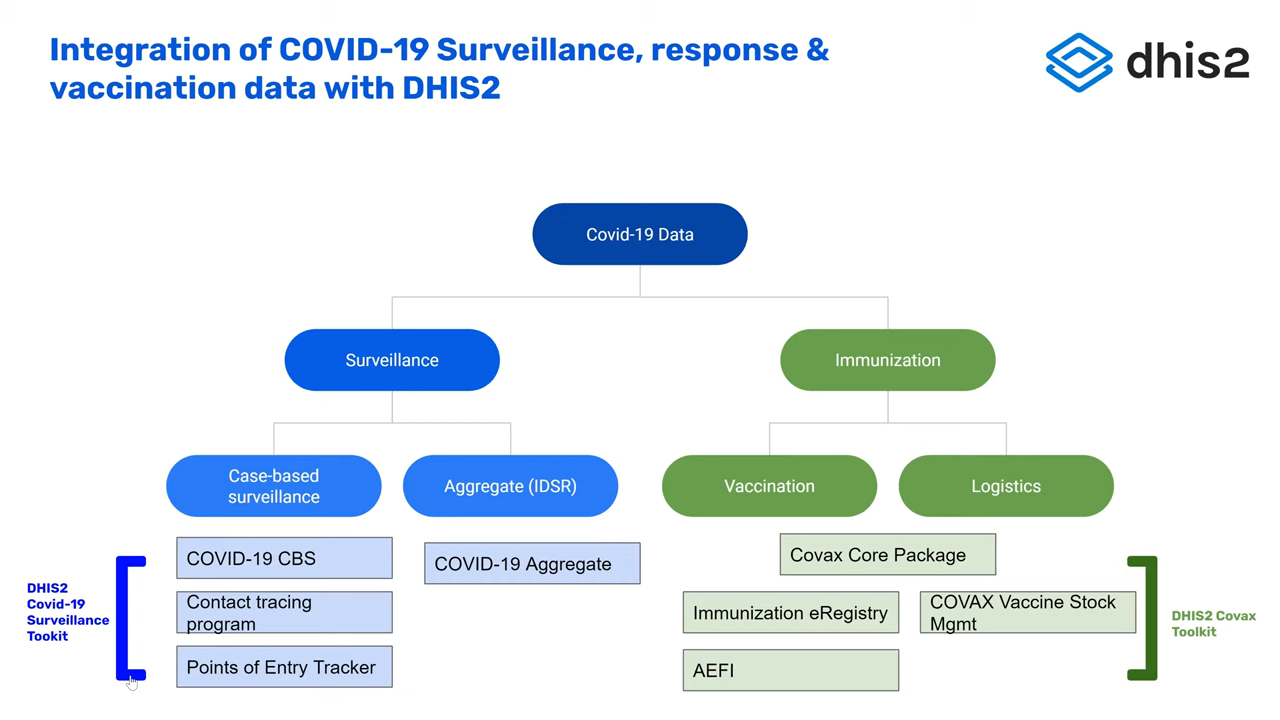 Integration of COVID-19 Surveillance, response &
vaccination data with DHIS2
dhis2
Covid-19 Data
Surveillance
Immunization
Case-based
surveillance
Aggregate (IDSR)
Vaccination
Logistics
COVID-19 CBS
COVID-19 Aggregate
Contact tracing
program
Points of Entry Tracker
Covax Core Package
Immunization eRegistry
COVAX Vaccine Stock
Mgmt
AEFI
DHIS2
Covid-19
Surveillance
Tookit
DHIS2 Covax
Toolkit